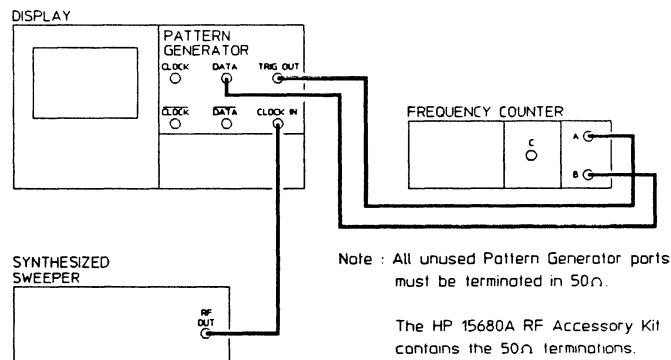 DISPLAY
PATTERN
GENERATOR
CLOCK DATA TRIG OUT
CLOCK DATA CLOCK IN
FREQUENCY COUNTER
A
C
B
SYNTHESIZED
SWEEPER
RF
OUT
Note : All unused Pattern Generator ports
must be terminated in 50Ω.
The HP 15680A RF Accessory Kit
contains the 50Ω terminations.